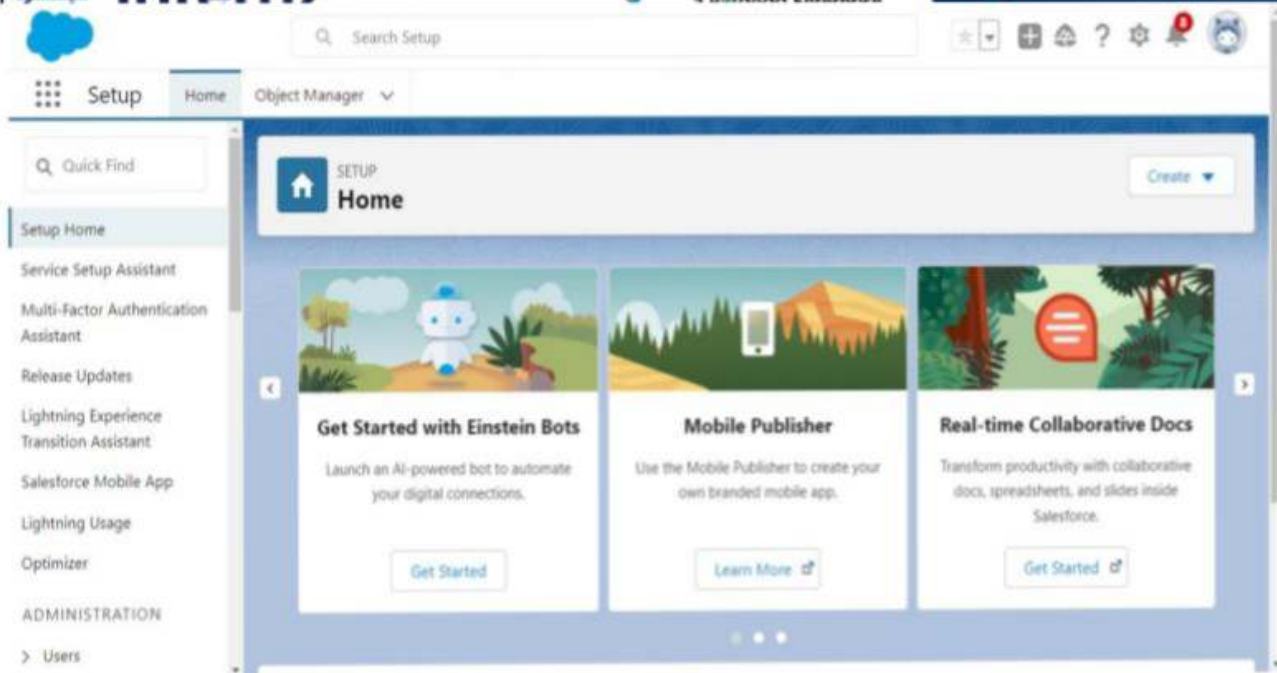 Search Setup
8
Setup
Home
Object Manager
Quick Find
Setup Home
Service Setup Assistant
Multi-Factor Authentication
Assistant
Release Updates
Lightning Experience
Transition Assistant
Salesforce Mobile App
Lightning Usage
Optimizer
ADMINISTRATION
Users
SETUP
Home
Create
Get Started with Einstein Bots
Launch an AI-powered bot to automate
your digital connections.
Get Started
Mobile Publisher
Use the Mobile Publisher to create your
own branded mobile app.
Learn More
Real-time Collaborative Docs
Transform productivity with collaborative
docs, spreadsheets, and slides inside
Salesforce.
Get Started